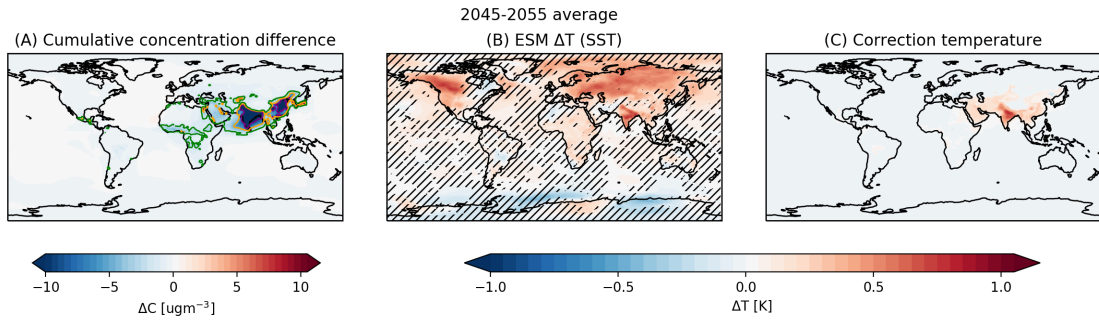 2045-2055 average
(A) Cumulative concentration difference
(B) ESM ΔT (SST)
(C) Correction temperature
−10 −5 0 5 10
ΔC [ugm⁻³]
−1.0 −0.5 0.0 0.5 1.0
ΔT [K]